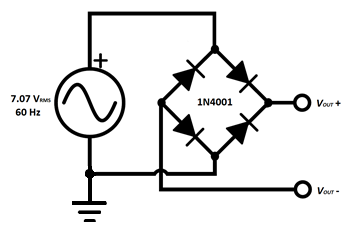 +
7.07 VRMS
60 Hz
1N4001
VOUT +
VOUT -